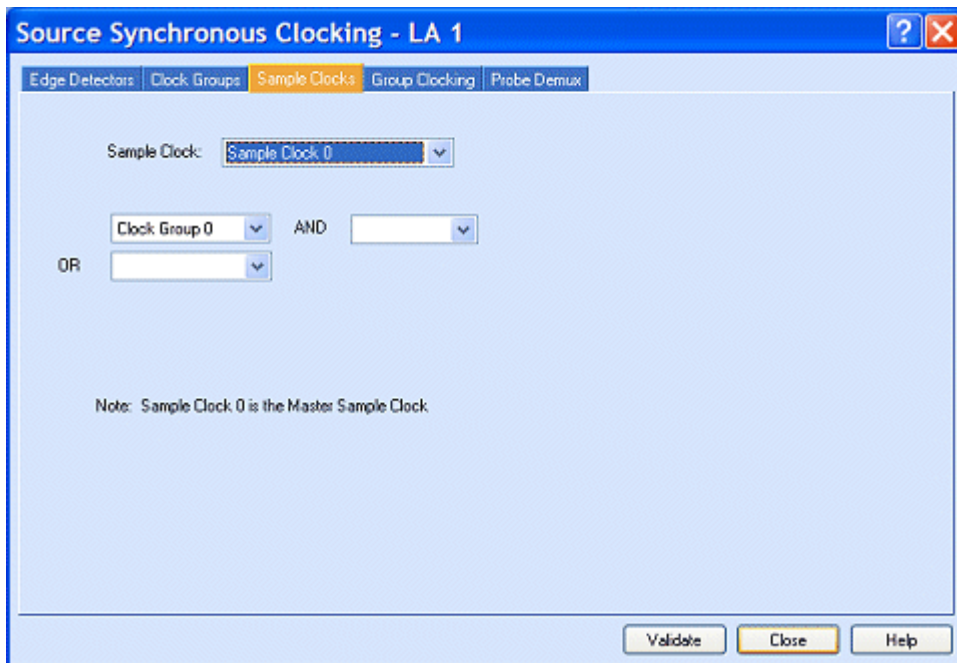 Source Synchronous Clocking - LA 1
?
Edge Detectors Clock Groups Sample Clocks Group Clocking Probe Demux
Sample Clock: Sample Clock 0
Clock Group 0 AND
OR
Note: Sample Clock 0 is the Master Sample Clock
Validate Close Help